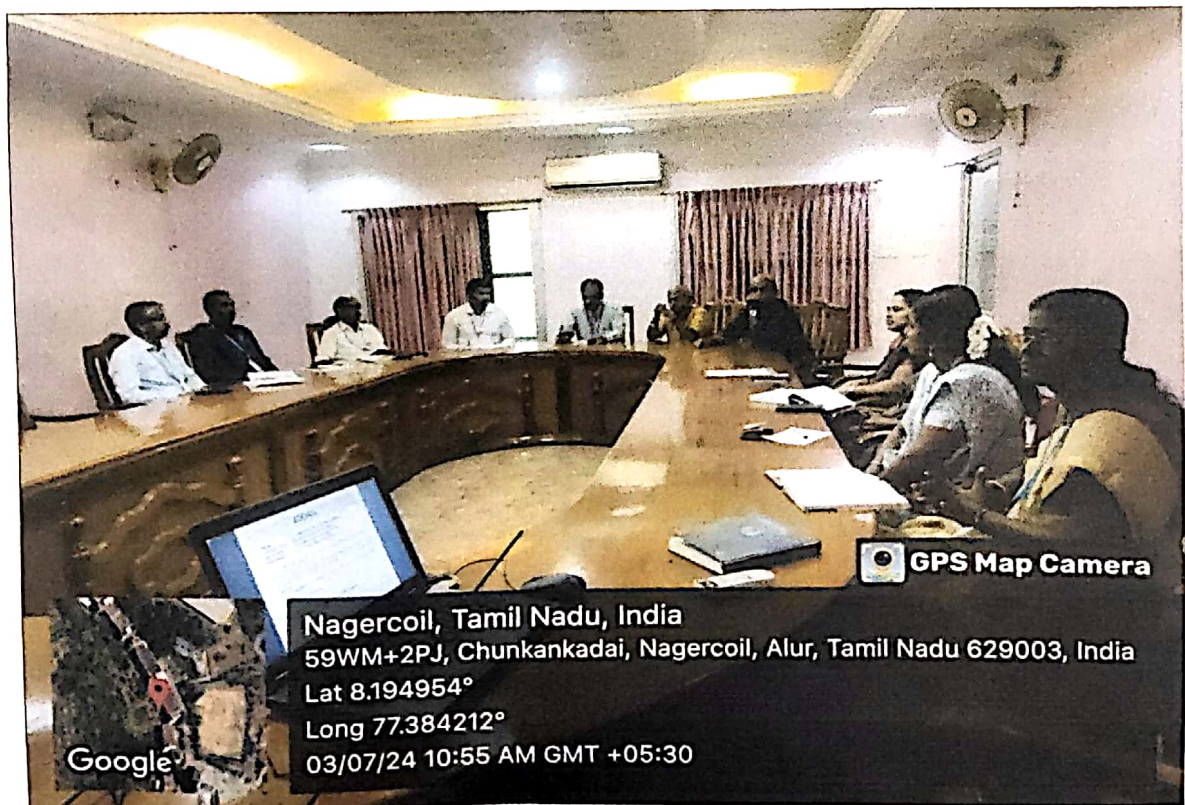 GPS Map Camera
Nagercoil, Tamil Nadu, India
59WM+2PJ, Chunkankadai, Nagercoil, Alur, Tamil Nadu 629003, India
Lat 8.194954°
Long 77.384212°
03/07/24 10:55 AM GMT +05:30
Google